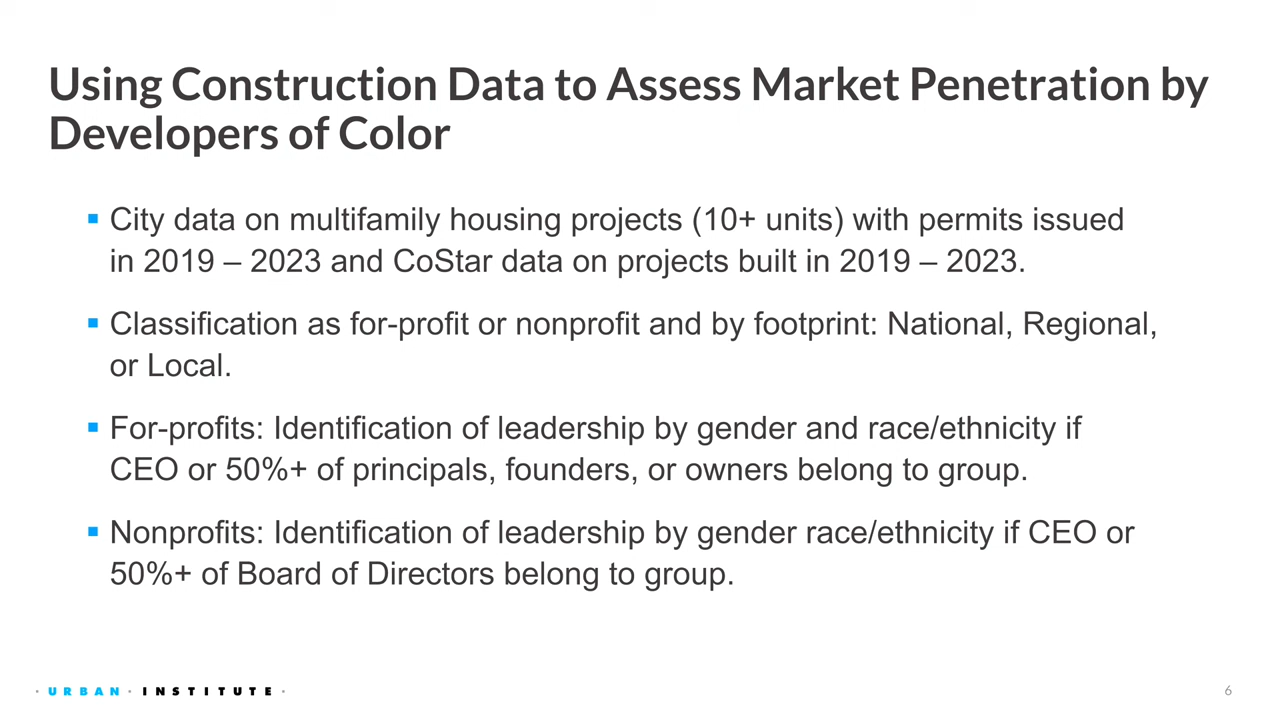 Using Construction Data to Assess Market Penetration by
Developers of Color
▪ City data on multifamily housing projects (10+ units) with permits issued
in 2019 – 2023 and CoStar data on projects built in 2019 – 2023.
▪ Classification as for-profit or nonprofit and by footprint: National, Regional,
or Local.
▪ For-profits: Identification of leadership by gender and race/ethnicity if
CEO or 50%+ of principals, founders, or owners belong to group.
▪ Nonprofits: Identification of leadership by gender race/ethnicity if CEO or
50%+ of Board of Directors belong to group.
· URBAN · INSTITUTE ·
6